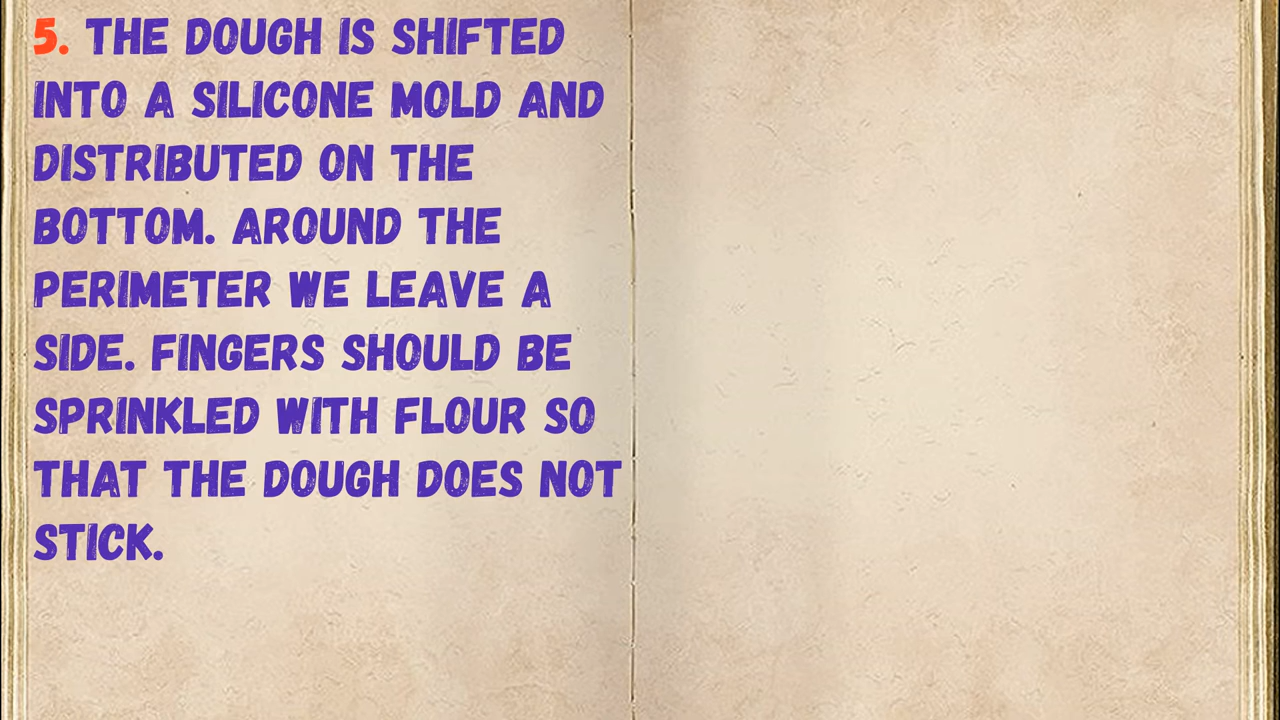 5. THE DOUGH IS SHIFTED
INTO A SILICONE MOLD AND
DISTRIBUTED ON THE
BOTTOM. AROUND THE
PERIMETER WE LEAVE A
SIDE. FINGERS SHOULD BE
SPRINKLED WITH FLOUR SO
THAT THE DOUGH DOES NOT
STICK.